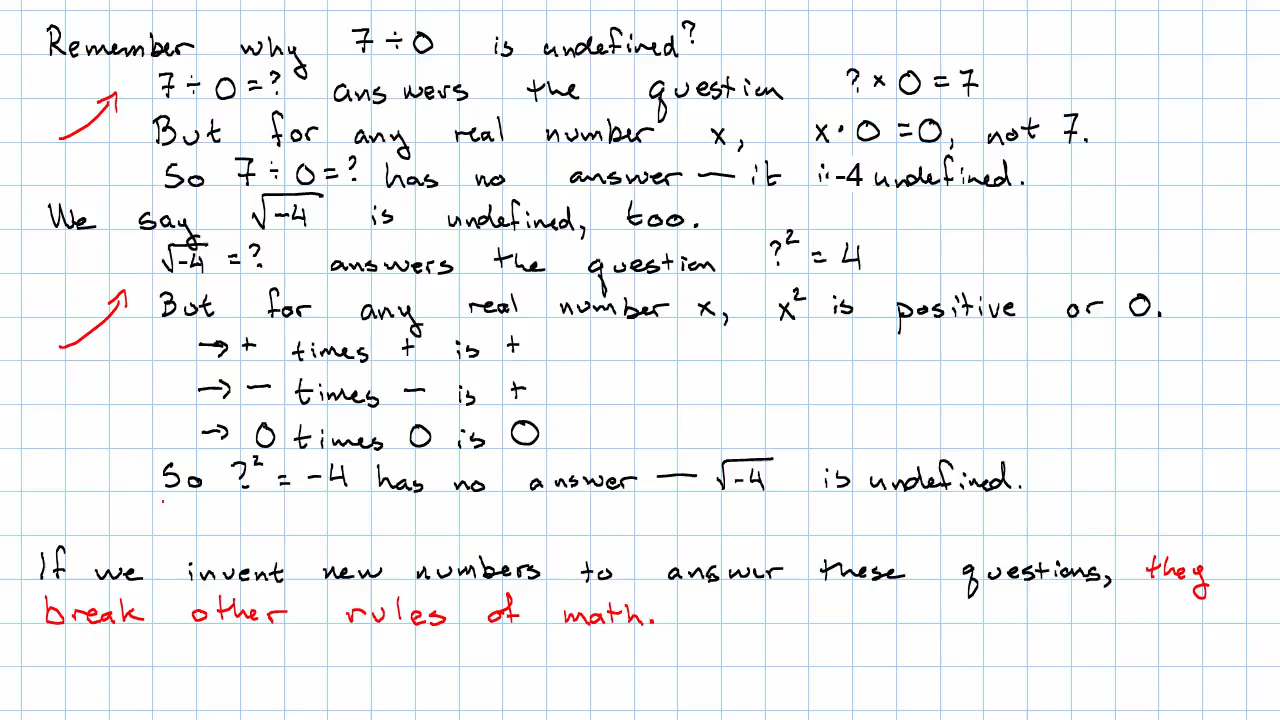 Remember why 7 ÷ 0 is undefined?
7 ÷ 0 = ? answers the question ? × 0 = 7
But for any real number x, x · 0 = 0, not 7.
So 7 ÷ 0 = ? has no answer — it is -4 undefined.
We say √-4 is undefined, too.
√-4 = ? answers the question ?² = 4
But for any real number x, x² is positive or 0.
→ + times + is +
→ - times - is +
→ 0 times 0 is 0
So ?² = -4 has no answer — √-4 is undefined.
If we invent new numbers to answer these questions, they
break other rules of math.